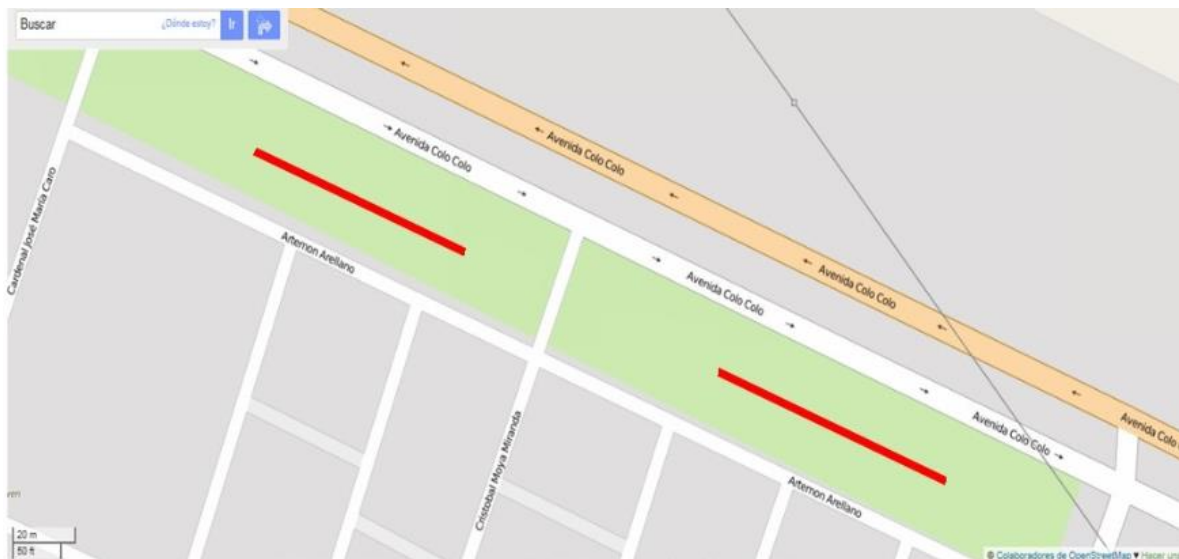 Buscar
¿Dónde estoy?
Ir
→ Avenida Colo Colo
← Avenida Colo Colo
Cardenal José María Caro
Artemon Arellano
Avenida Colo Colo
Avenida Colo Colo
Avenida Colo Colo →
Avenida Colo
Cristobal Moya Miranda
Artemon Arellano
20 m
50 ft
© Colaboradores de OpenStreetMap ♥ Hacer una